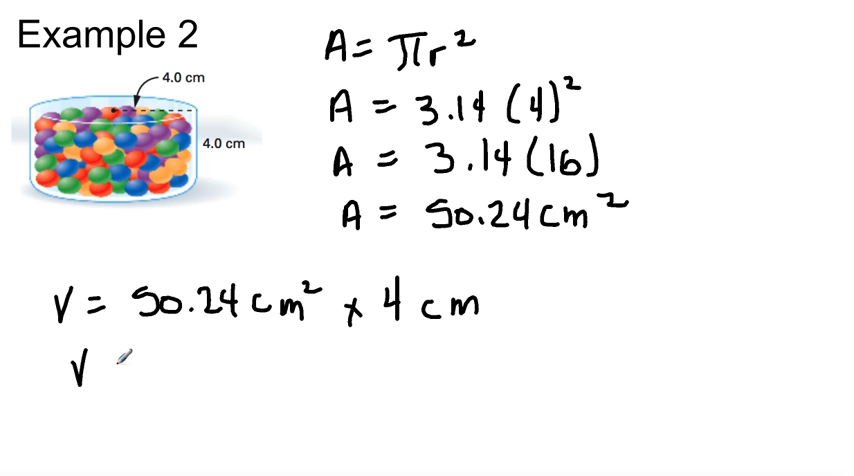 Example 2
4.0 cm
4.0 cm
A = πr²
A = 3.14 (4)²
A = 3.14 (16)
A = 50.24 cm²
V = 50.24 cm² x 4 cm
V